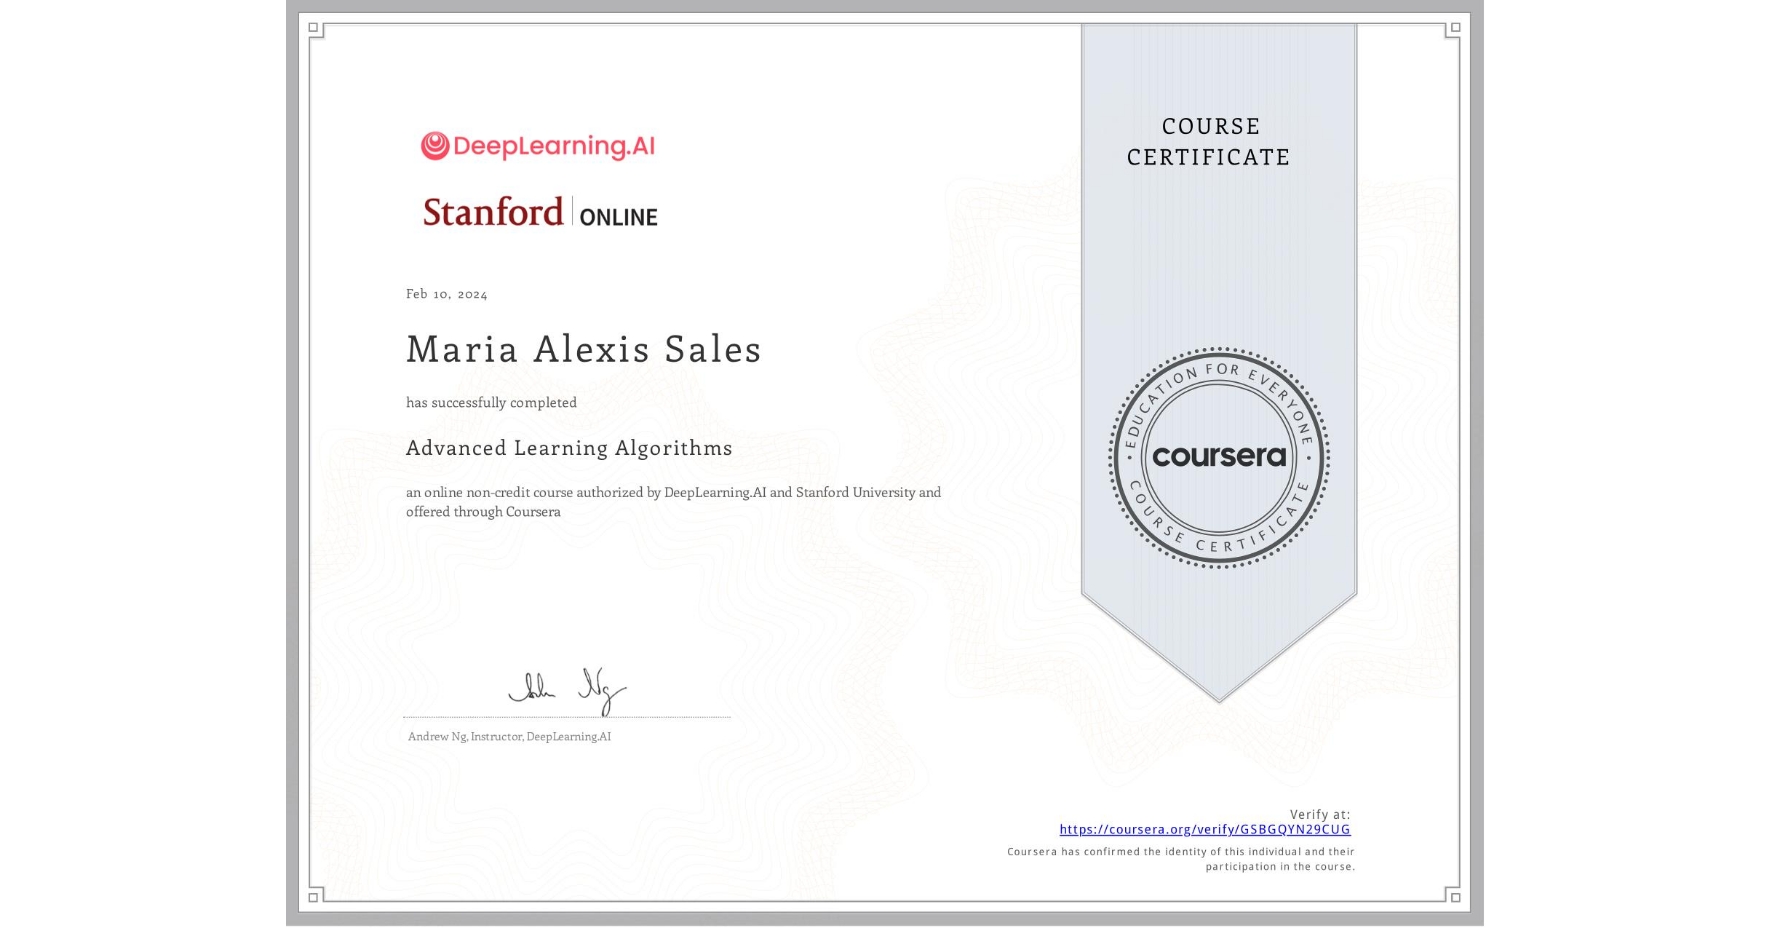 DeepLearning.AI
Stanford | ONLINE
Feb 10, 2024
Maria Alexis Sales
has successfully completed
Advanced Learning Algorithms
an online non-credit course authorized by DeepLearning.AI and Stanford University and
offered through Coursera
Andrew Ng, Instructor, DeepLearning.AI
COURSE
CERTIFICATE
EDUCATION FOR EVERYONE
coursera
COURSE CERTIFICATE
Verify at:
https://coursera.org/verify/GSBGQYN29CUG
Coursera has confirmed the identity of this individual and their
participation in the course.